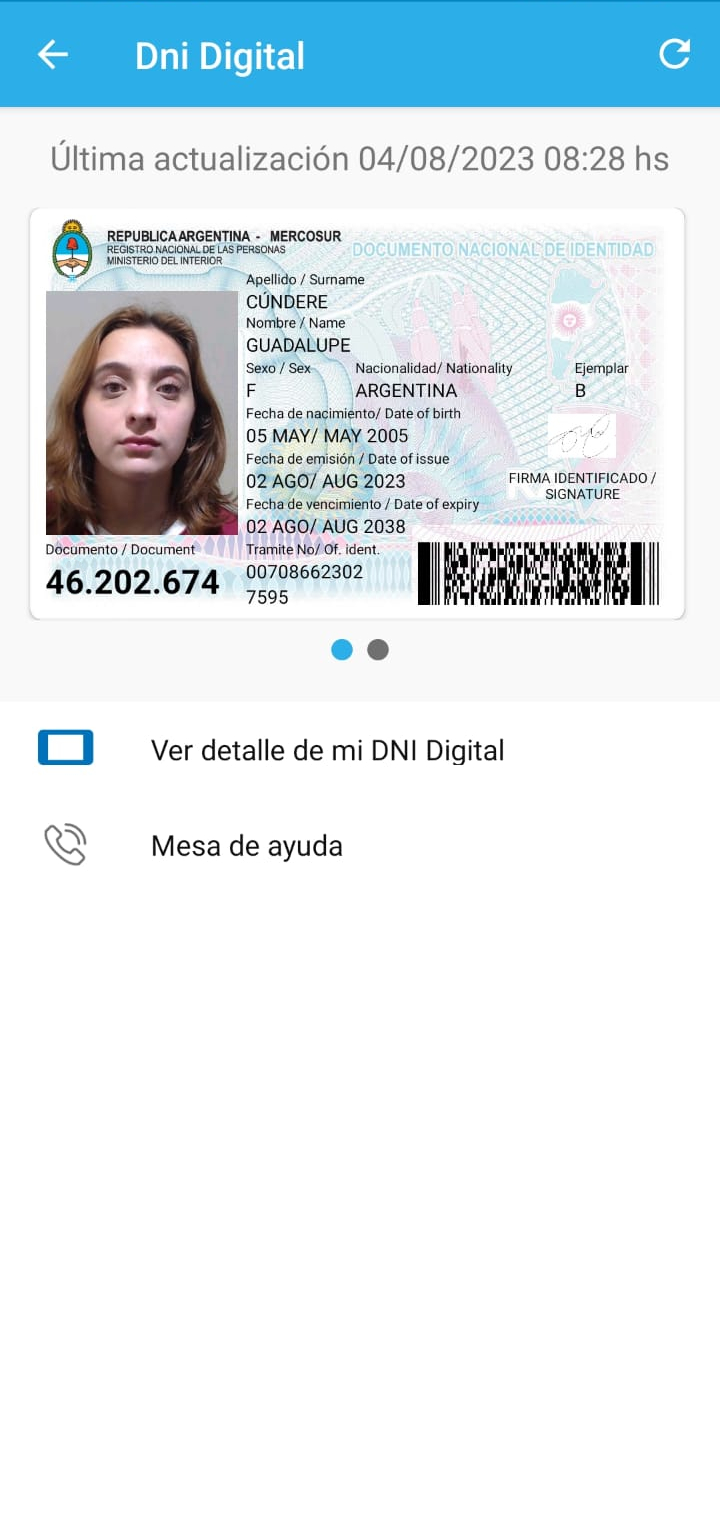 Dni Digital
Última actualización 04/08/2023 08:28 hs
REPUBLICA ARGENTINA - MERCOSUR
REGISTRO NACIONAL DE LAS PERSONAS
MINISTERIO DEL INTERIOR
DOCUMENTO NACIONAL DE IDENTIDAD
Apellido / Surname
CÚNDERE
Nombre / Name
GUADALUPE
Sexo / Sex Nacionalidad/ Nationality Ejemplar
F ARGENTINA B
Fecha de nacimiento/ Date of birth
05 MAY/ MAY 2005
Fecha de emisión / Date of issue
02 AGO/ AUG 2023
FIRMA IDENTIFICADO /
SIGNATURE
Fecha de vencimiento / Date of expiry
02 AGO/ AUG 2038
Documento / Document
46.202.674
Tramite No/ Of. ident.
00708662302
7595
Ver detalle de mi DNI Digital
Mesa de ayuda